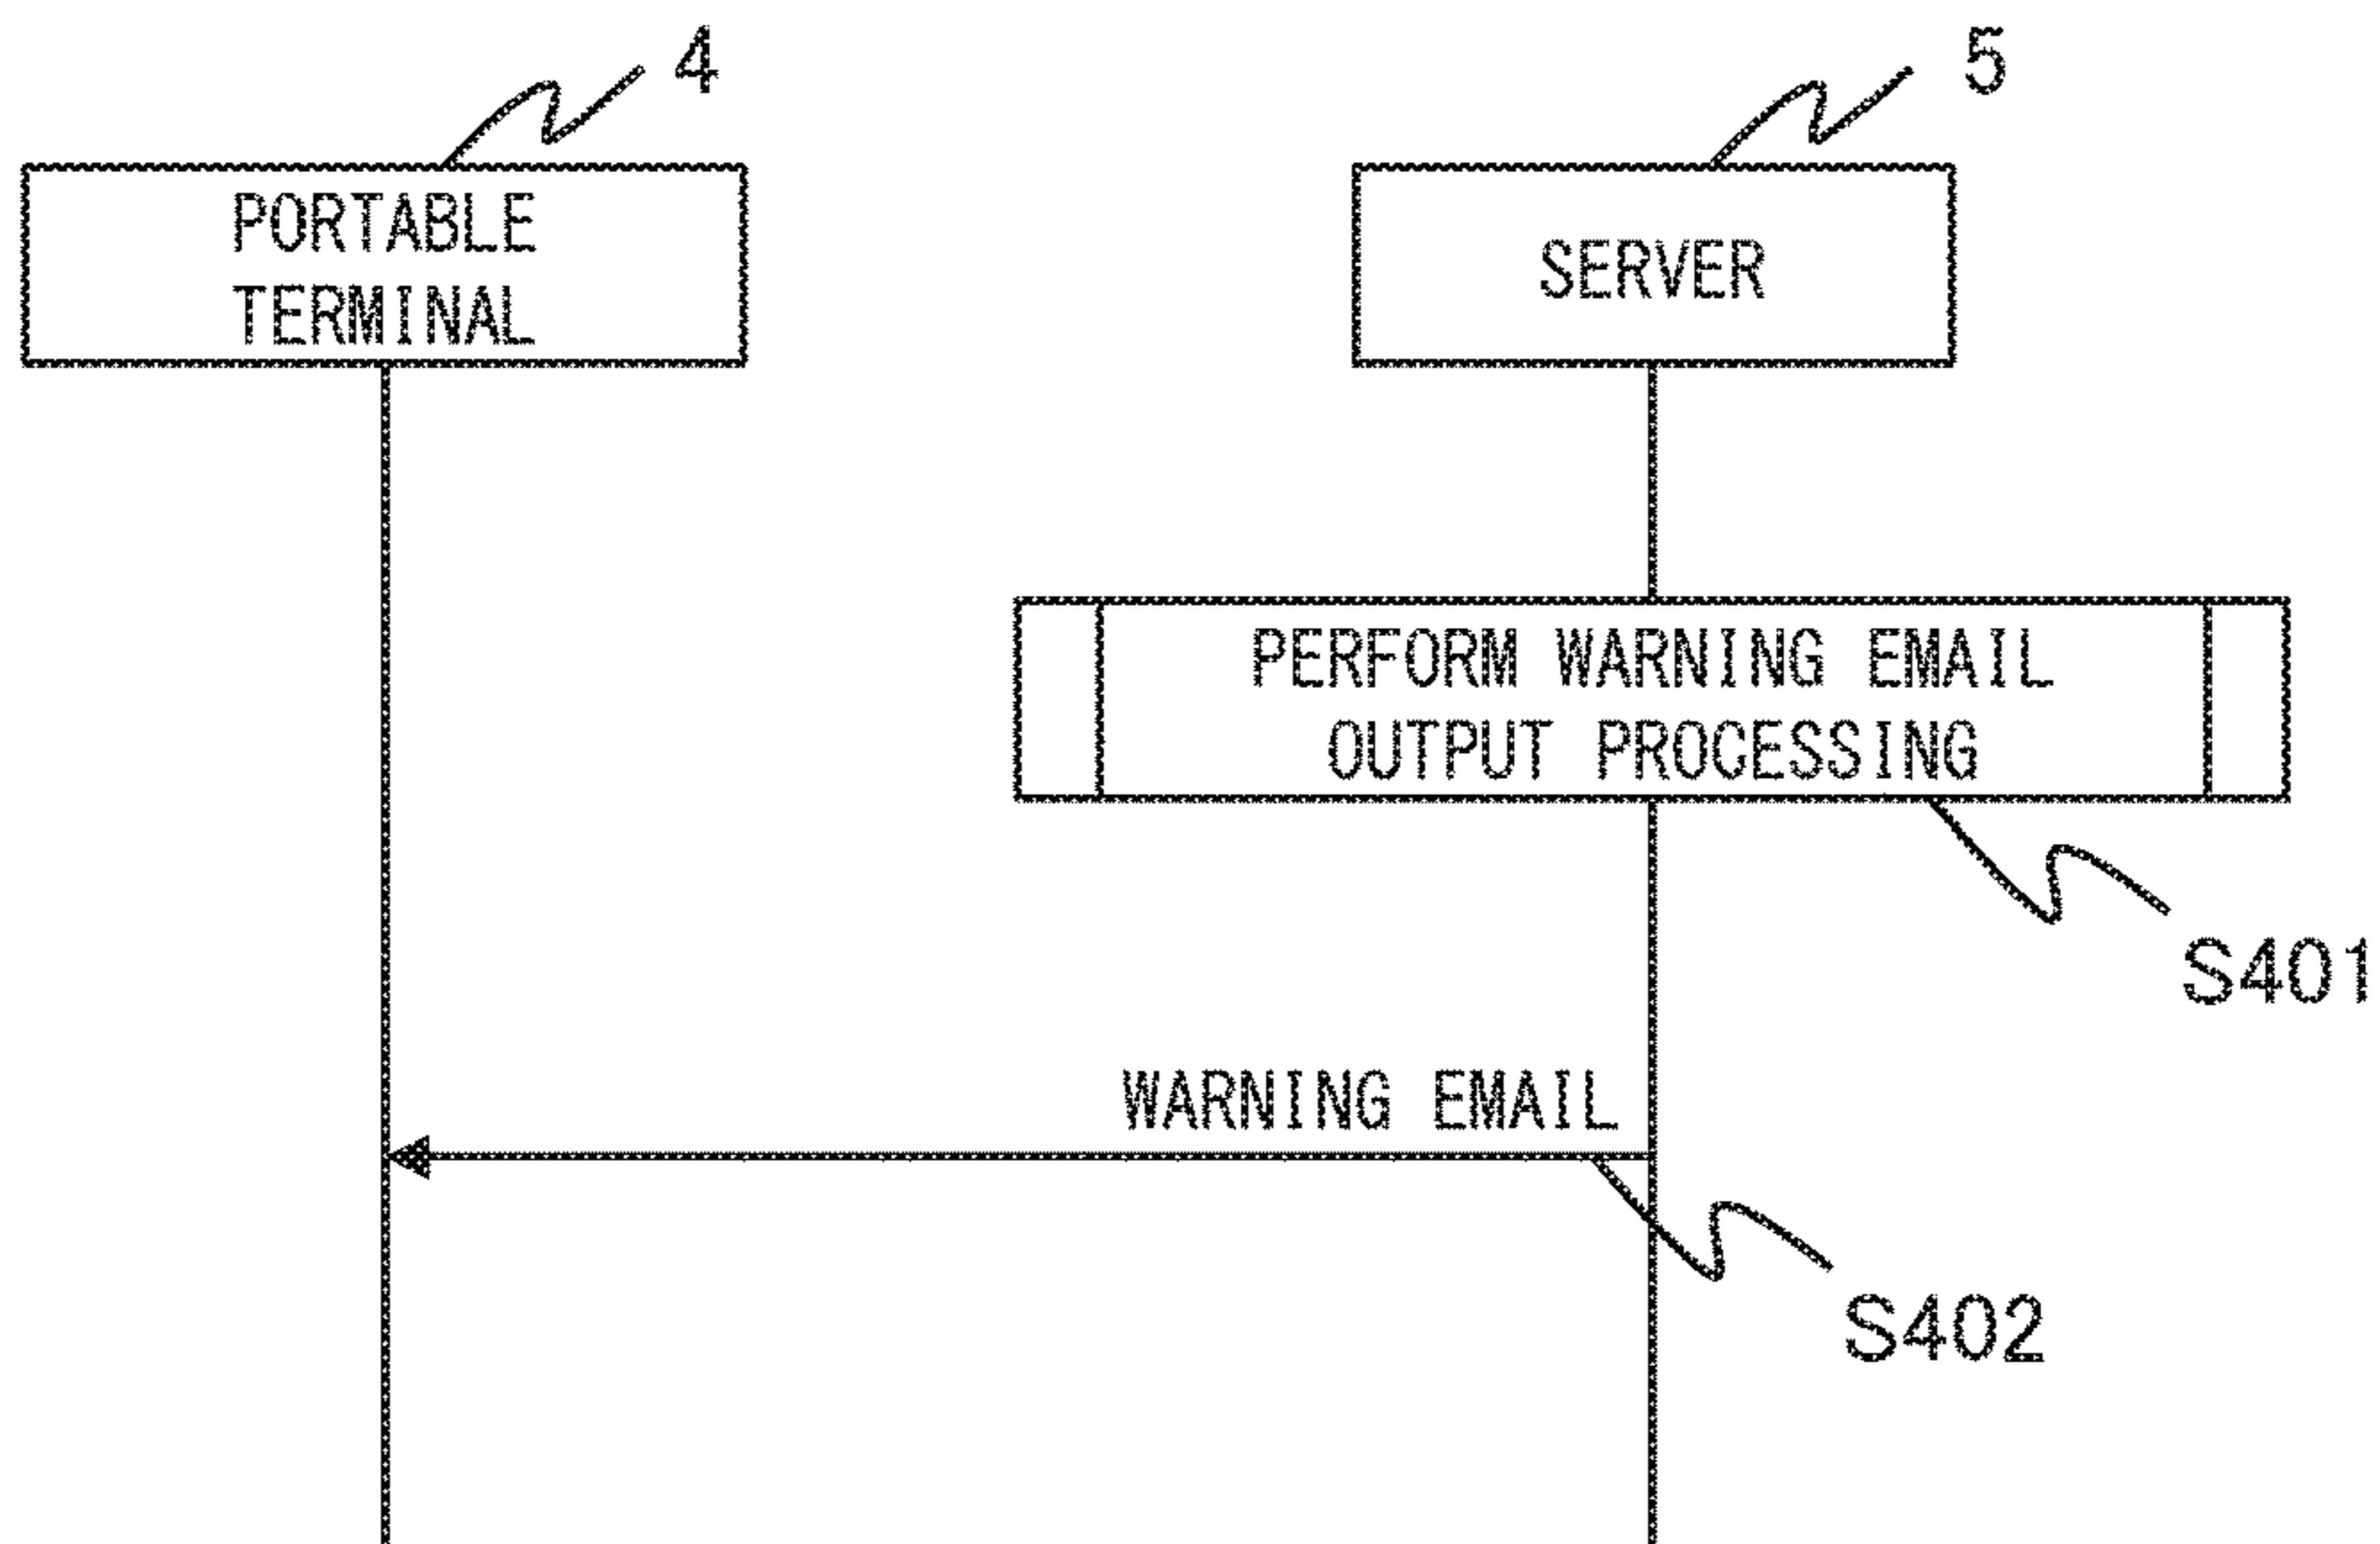 4
5
PORTABLE
TERMINAL
SERVER
PERFORM WARNING EMAIL
OUTPUT PROCESSING
S401
WARNING EMAIL
S402